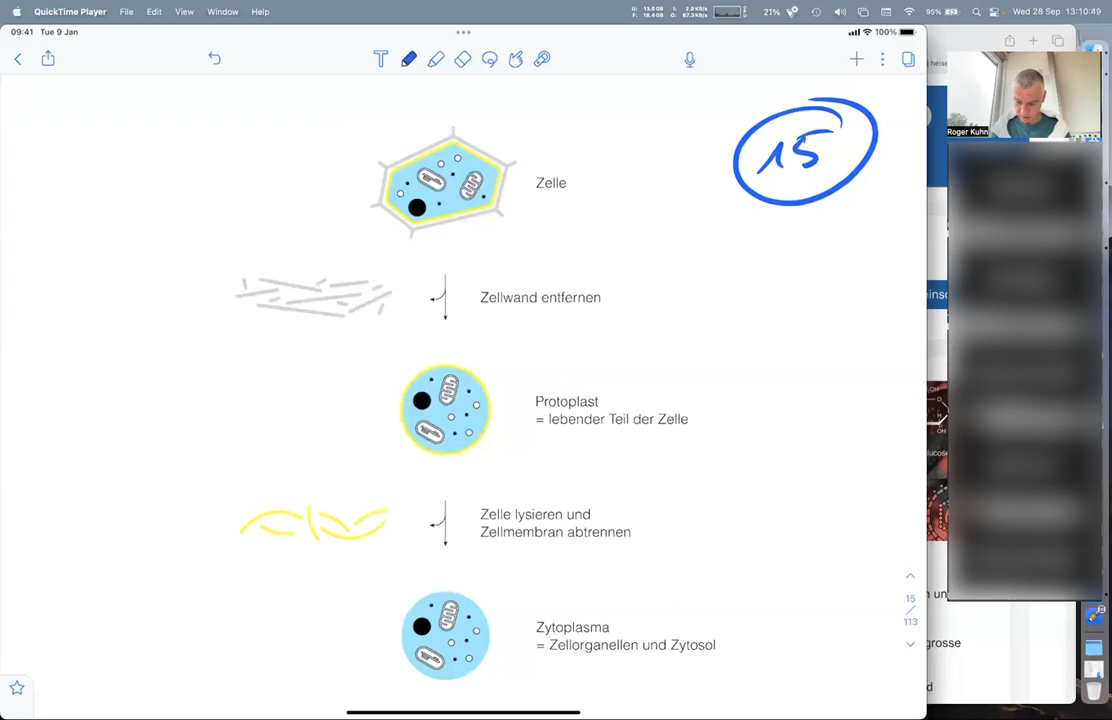 QuickTime Player File Edit View Window Help
21%
95%
Wed 28 Sep 13:10:49
09:41 Tue 9 Jan
100%
15
Roger Kuhn
Zelle
Zellwand entfernen
Protoplast
= lebender Teil der Zelle
Zelle lysieren und
Zellmembran abtrennen
Zytoplasma
= Zellorganellen und Zytosol
15
113